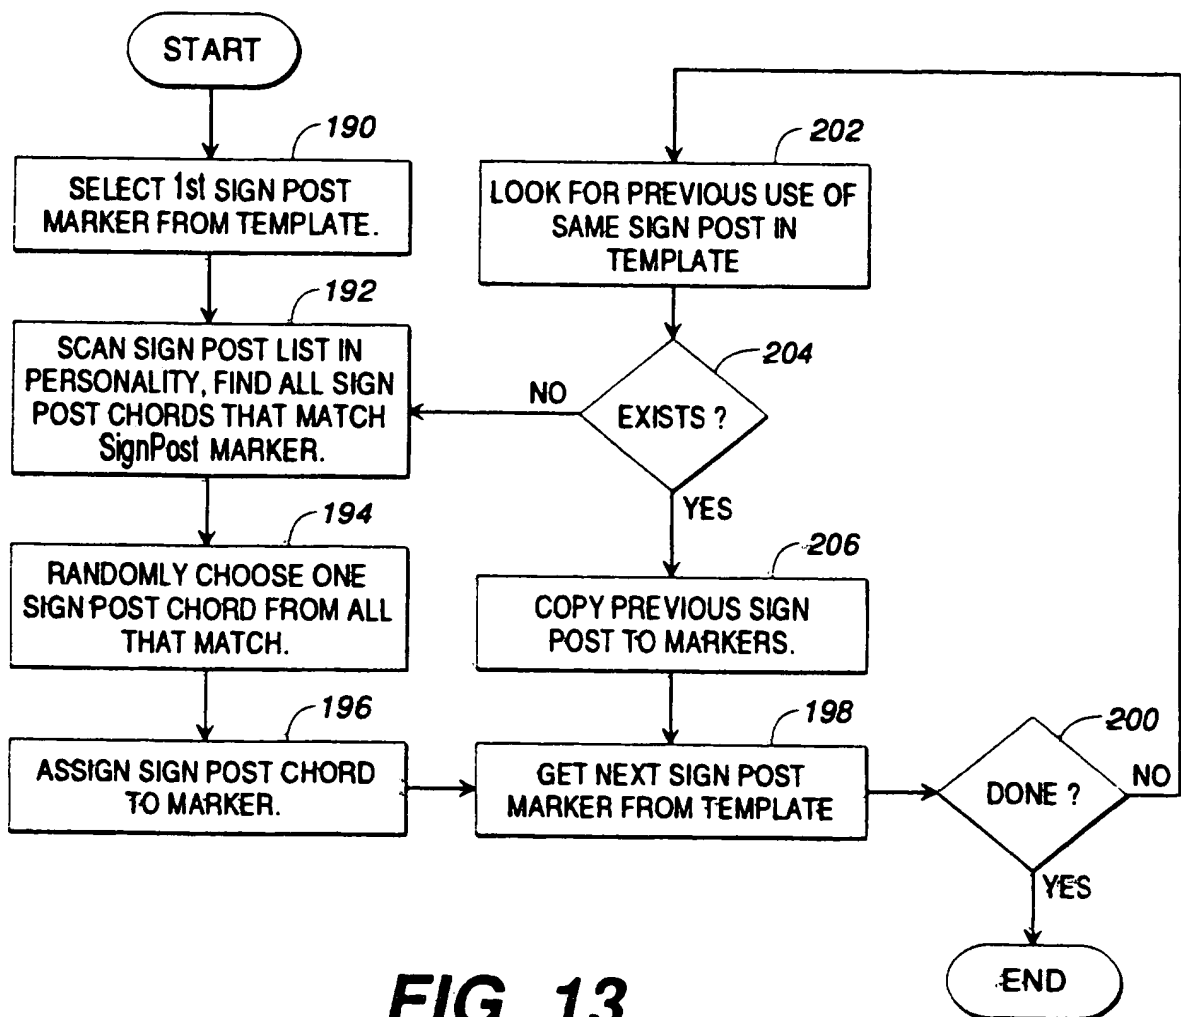 START
190
SELECT 1st SIGN POST
MARKER FROM TEMPLATE.
192
SCAN SIGN POST LIST IN
PERSONALITY, FIND ALL SIGN
POST CHORDS THAT MATCH
SignPost MARKER.
194
RANDOMLY CHOOSE ONE
SIGN POST CHORD FROM ALL
THAT MATCH.
196
ASSIGN SIGN POST CHORD
TO MARKER.
202
LOOK FOR PREVIOUS USE OF
SAME SIGN POST IN
TEMPLATE
204
EXISTS ?
NO
YES
206
COPY PREVIOUS SIGN
POST TO MARKERS.
198
GET NEXT SIGN POST
MARKER FROM TEMPLATE
200
DONE ?
NO
YES
END
FIG. 13